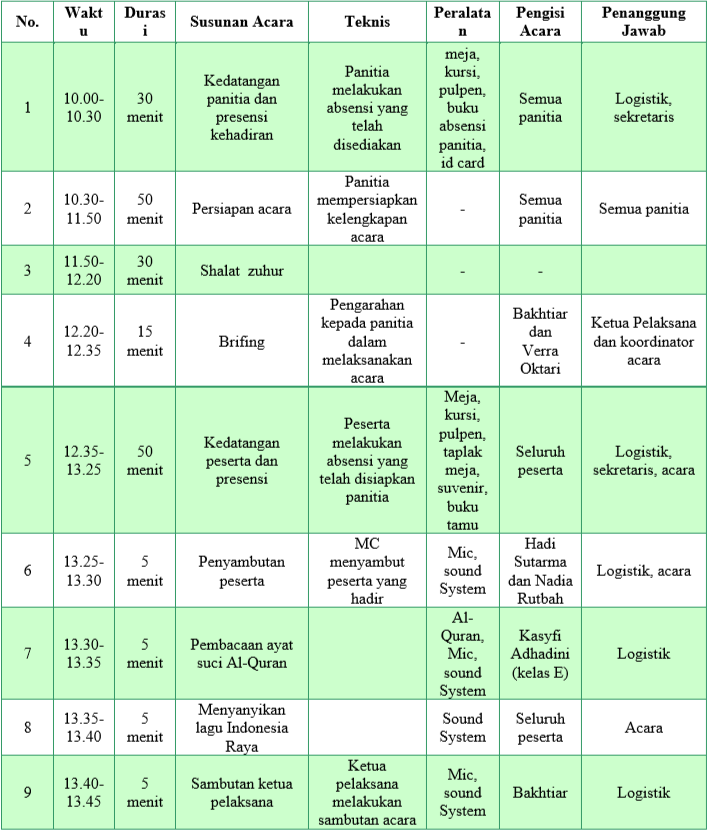 No.
Wakt
u
Duras
i
Susunan Acara
Teknis
Peralata
n
Pengisi
Acara
Penanggung
Jawab
1
10.00-
10.30
30
menit
Kedatangan
panitia dan
presensi
kehadiran
Panitia
melakukan
absensi yang
telah
disediakan
meja,
kursi,
pulpen,
buku
absensi
panitia,
id card
Semua
panitia
Logistik,
sekretaris
2
10.30-
11.50
50
menit
Persiapan acara
Panitia
mempersiapkan
kelengkapan
acara
-
Semua
panitia
Semua panitia
3
11.50-
12.20
30
menit
Shalat zuhur
-
-
4
12.20-
12.35
15
menit
Brifing
Pengarahan
kepada panitia
dalam
melaksanakan
acara
-
Bakhtiar
dan
Verra
Oktari
Ketua Pelaksana
dan koordinator
acara
5
12.35-
13.25
50
menit
Kedatangan
peserta dan
presensi
Peserta
melakukan
absensi yang
telah disiapkan
panitia
Meja,
kursi,
pulpen,
taplak
meja,
suvenir,
buku
tamu
Seluruh
peserta
Logistik,
sekretaris, acara
6
13.25-
13.30
5
menit
Penyambutan
peserta
MC
menyambut
peserta yang
hadir
Mic,
sound
System
Hadi
Sutarma
dan Nadia
Rutbah
Logistik, acara
7
13.30-
13.35
5
menit
Pembacaan ayat
suci Al-Quran
Al-
Quran,
Mic,
sound
System
Kasyfi
Adhadini
(kelas E)
Logistik
8
13.35-
13.40
5
menit
Menyanyikan
lagu Indonesia
Raya
Sound
System
Seluruh
peserta
Acara
9
13.40-
13.45
5
menit
Sambutan ketua
pelaksana
Ketua
pelaksana
melakukan
sambutan acara
Mic,
sound
System
Bakhtiar
Logistik